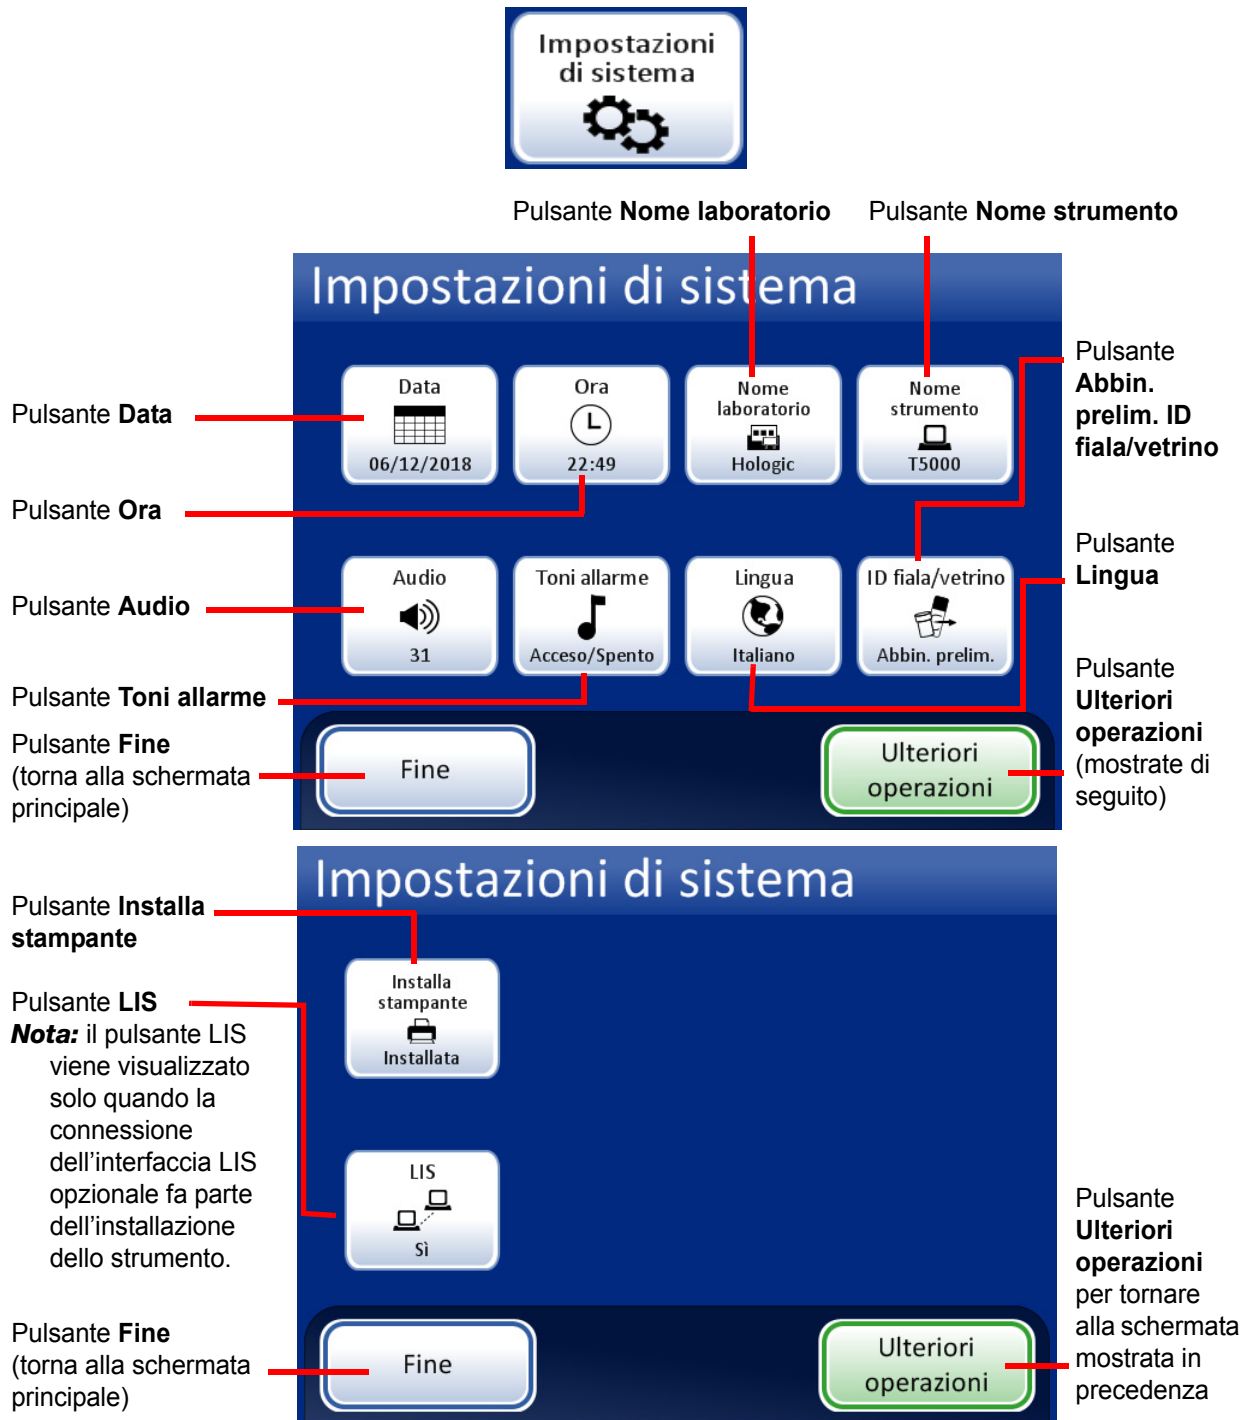 Impostazioni
di sistema
Pulsante Nome laboratorio
Pulsante Nome strumento
Impostazioni di sistema
Pulsante Data
Pulsante Ora
Pulsante Audio
Pulsante Toni allarme
Pulsante Fine
(torna alla schermata
principale)
Data
06/12/2018
Ora
22:49
Nome
laboratorio
Hologic
Nome
strumento
T5000
Audio
31
Toni allarme
Acceso/Spento
Lingua
Italiano
ID fiala/vetrino
Abbin. prelim.
Fine
Ulteriori
operazioni
Pulsante
Abbin.
prelim. ID
fiala/vetrino
Pulsante
Lingua
Pulsante
Ulteriori
operazioni
(mostrate di
seguito)
Impostazioni di sistema
Pulsante Installa
stampante
Pulsante LIS
Nota: il pulsante LIS
viene visualizzato
solo quando la
connessione
dell'interfaccia LIS
opzionale fa parte
dell'installazione
dello strumento.
Pulsante Fine
(torna alla schermata
principale)
Installa
stampante
Installata
LIS
Sì
Fine
Ulteriori
operazioni
Pulsante
Ulteriori
operazioni
per tornare
alla schermata
mostrata in
precedenza